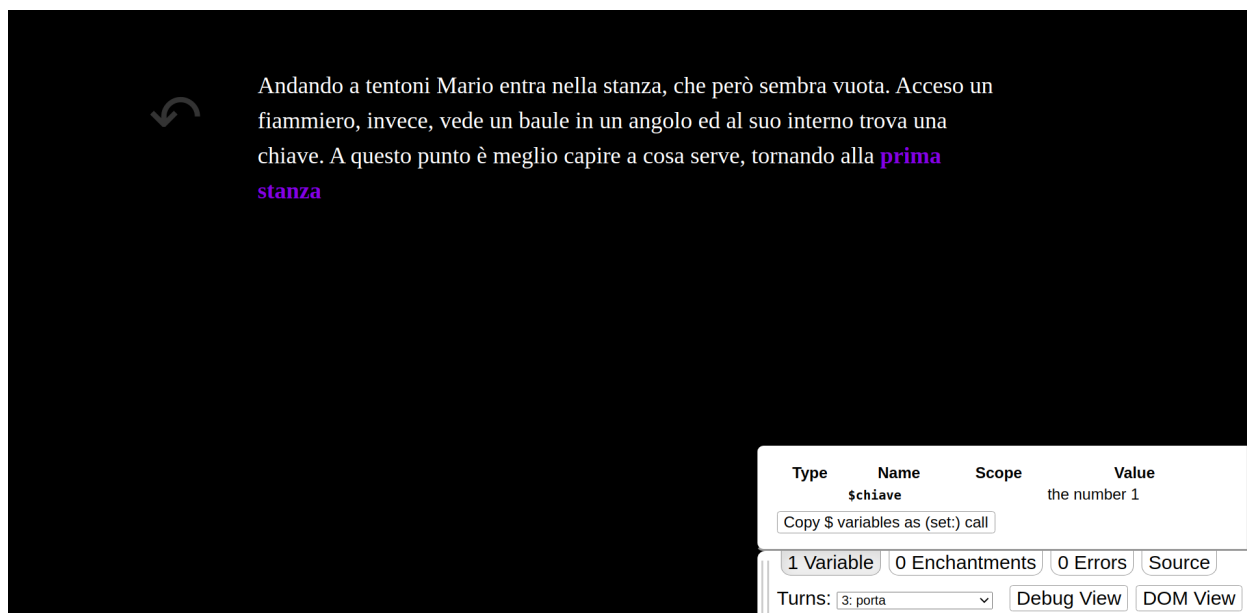 Andando a tentoni Mario entra nella stanza, che però sembra vuota. Acceso un
fiammiero, invece, vede un baule in un angolo ed al suo interno trova una
chiave. A questo punto è meglio capire a cosa serve, tornando alla prima
stanza
Type Name Scope Value
$chiave the number 1
Copy $ variables as (set:) call
1 Variable 0 Enchantments 0 Errors Source
Turns: 3: porta Debug View DOM View